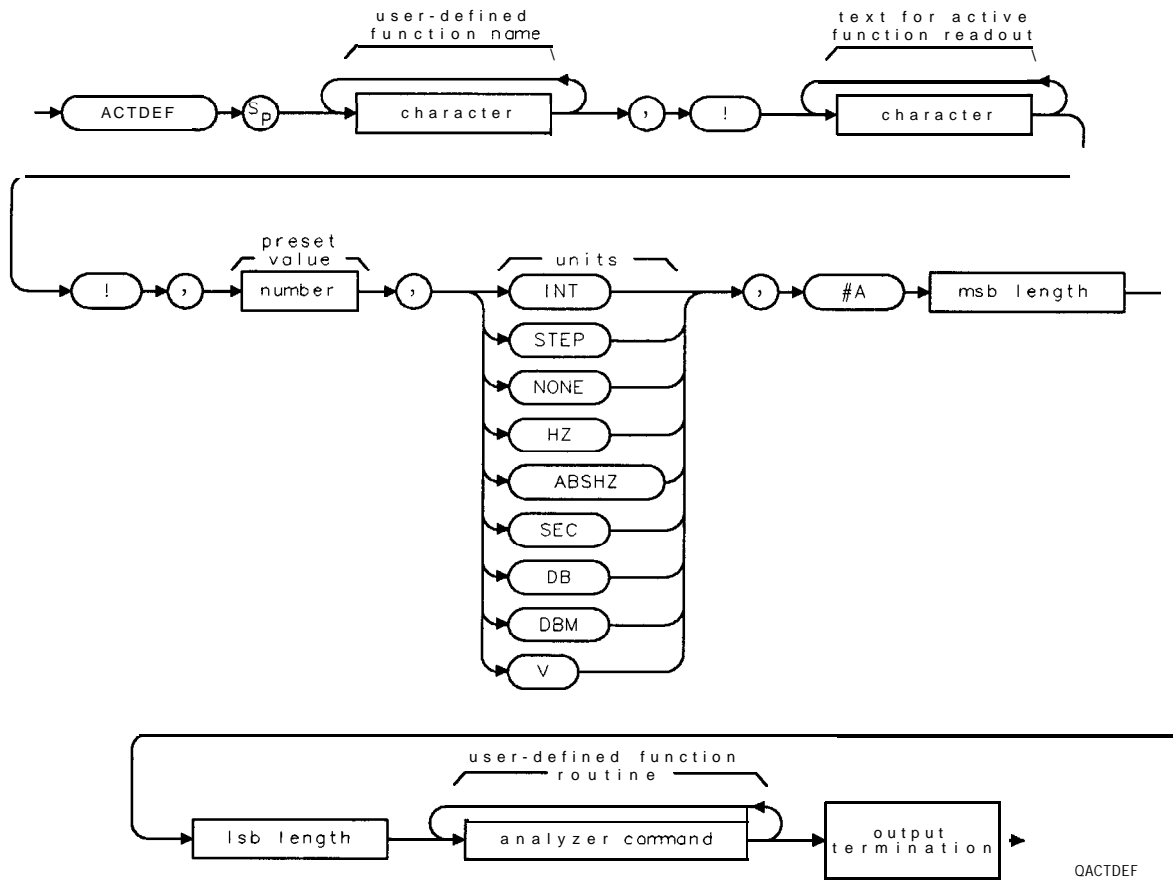 user-defined
function name
text for active
function readout
ACTDEF
SP
character
,
!
character
!
,
preset
value
number
,
units
INT
STEP
NONE
HZ
ABSHZ
SEC
DB
DBM
V
,
#A
msb length
user-defined function
routine
lsb length
analyzer command
output
termination
QACTDEF